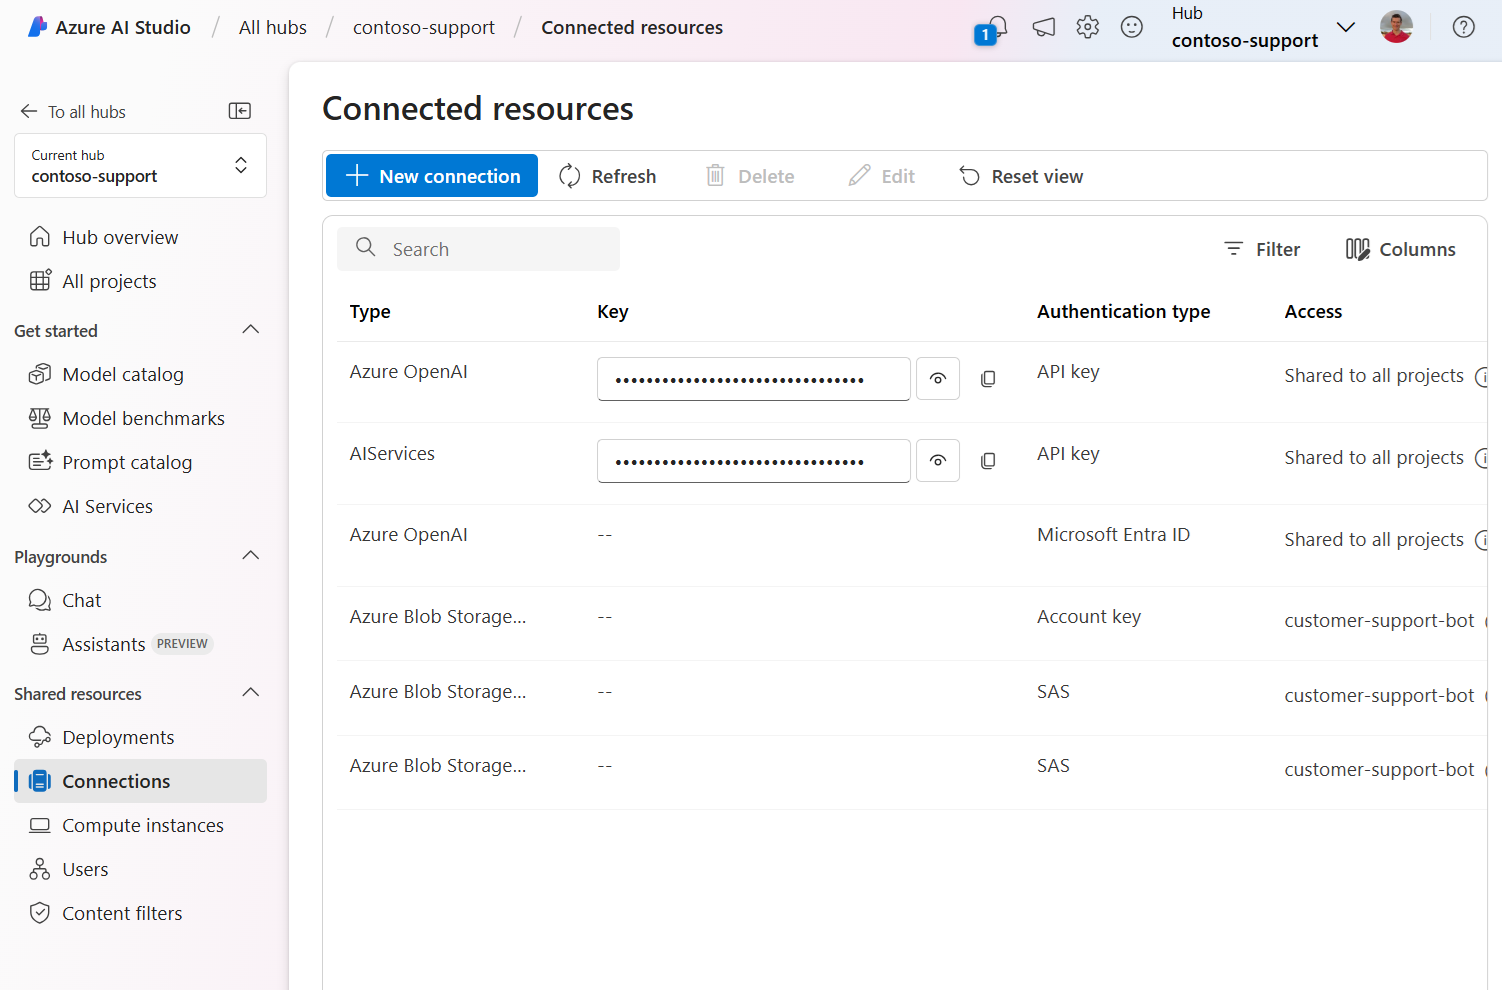 Azure AI Studio / All hubs / contoso-support / Connected resources
1
Hub
contoso-support
To all hubs
Current hub
contoso-support
Hub overview
All projects
Get started
Model catalog
Model benchmarks
Prompt catalog
AI Services
Playgrounds
Chat
Assistants PREVIEW
Shared resources
Deployments
Connections
Compute instances
Users
Content filters
Connected resources
New connection Refresh Delete Edit Reset view
Search Filter Columns
Type Key Authentication type Access
Azure OpenAI •••••••••••••••••••••••••••••••• API key Shared to all projects
AIServices •••••••••••••••••••••••••••••••• API key Shared to all projects
Azure OpenAI -- Microsoft Entra ID Shared to all projects
Azure Blob Storage... -- Account key customer-support-bot
Azure Blob Storage... -- SAS customer-support-bot
Azure Blob Storage... -- SAS customer-support-bot